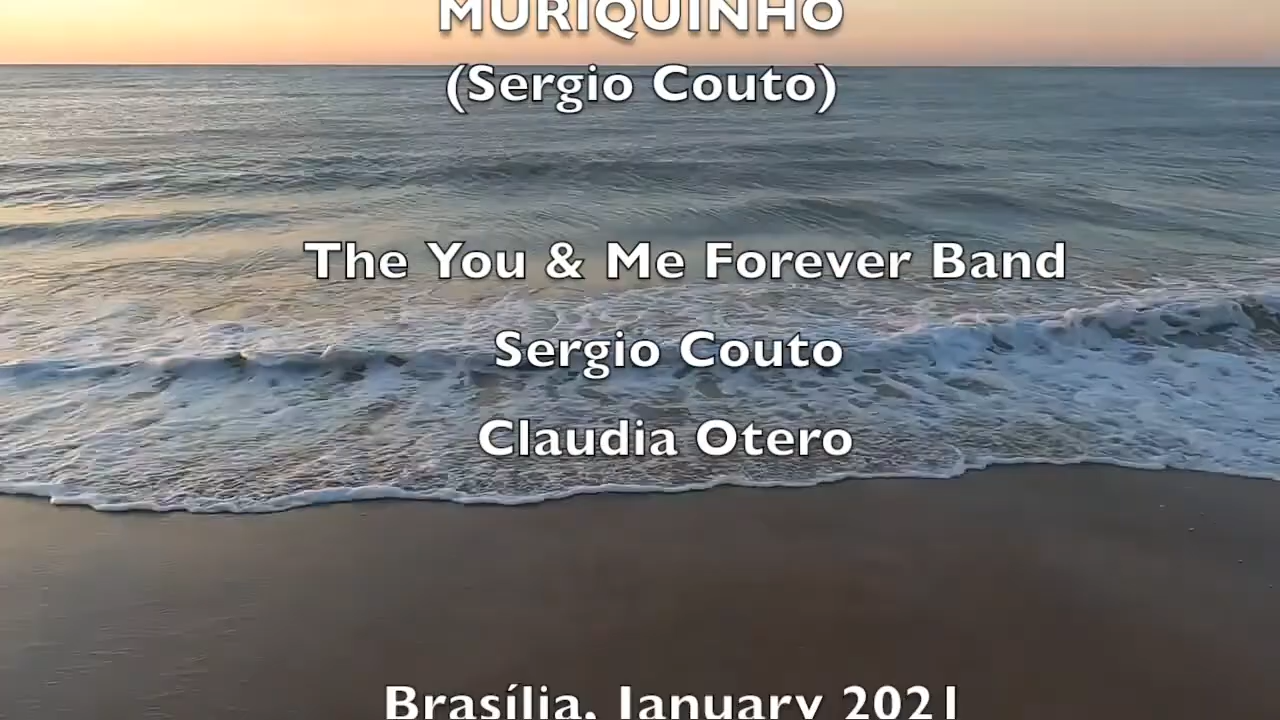 MURIQUINHO
(Sergio Couto)
The You & Me Forever Band
Sergio Couto
Claudia Otero
Brasília, January 2021